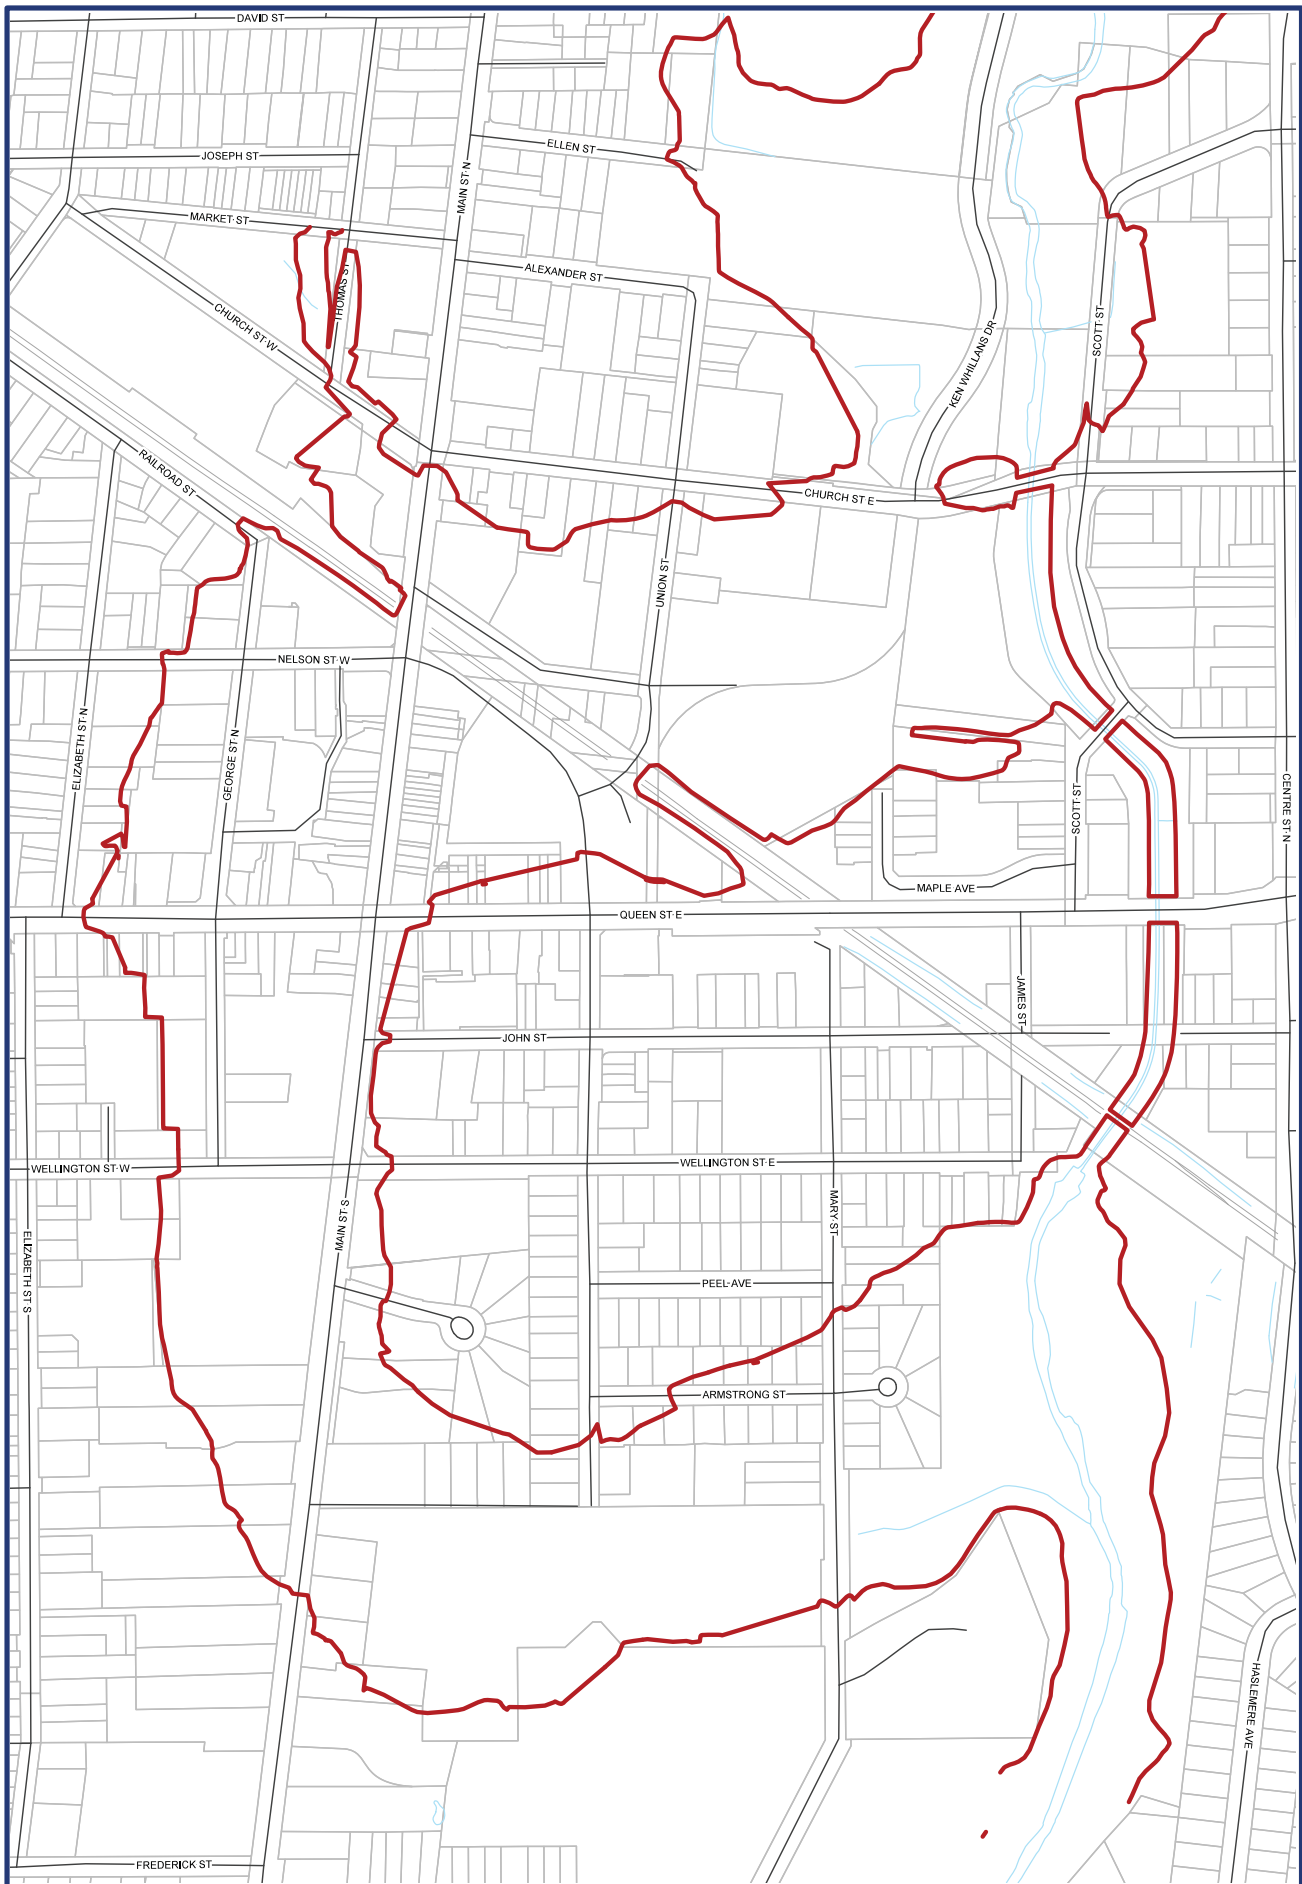 DAVID ST
JOSEPH ST
ELLEN ST
MAIN ST N
MARKET ST
ALEXANDER ST
THOMAS ST
CHURCH ST W
KEN WHILLANS DR
SCOTT ST
RAILROAD ST
CHURCH ST E
UNION ST
NELSON ST W
ELIZABETH ST N
GEORGE ST N
SCOTT ST
CENTRE ST N
MAPLE AVE
QUEEN ST E
JAMES ST
JOHN ST
WELLINGTON ST W
WELLINGTON ST E
MAIN ST S
MARY ST
ELIZABETH ST S
PEEL AVE
ARMSTRONG ST
HASLEMERE AVE
FREDERICK ST